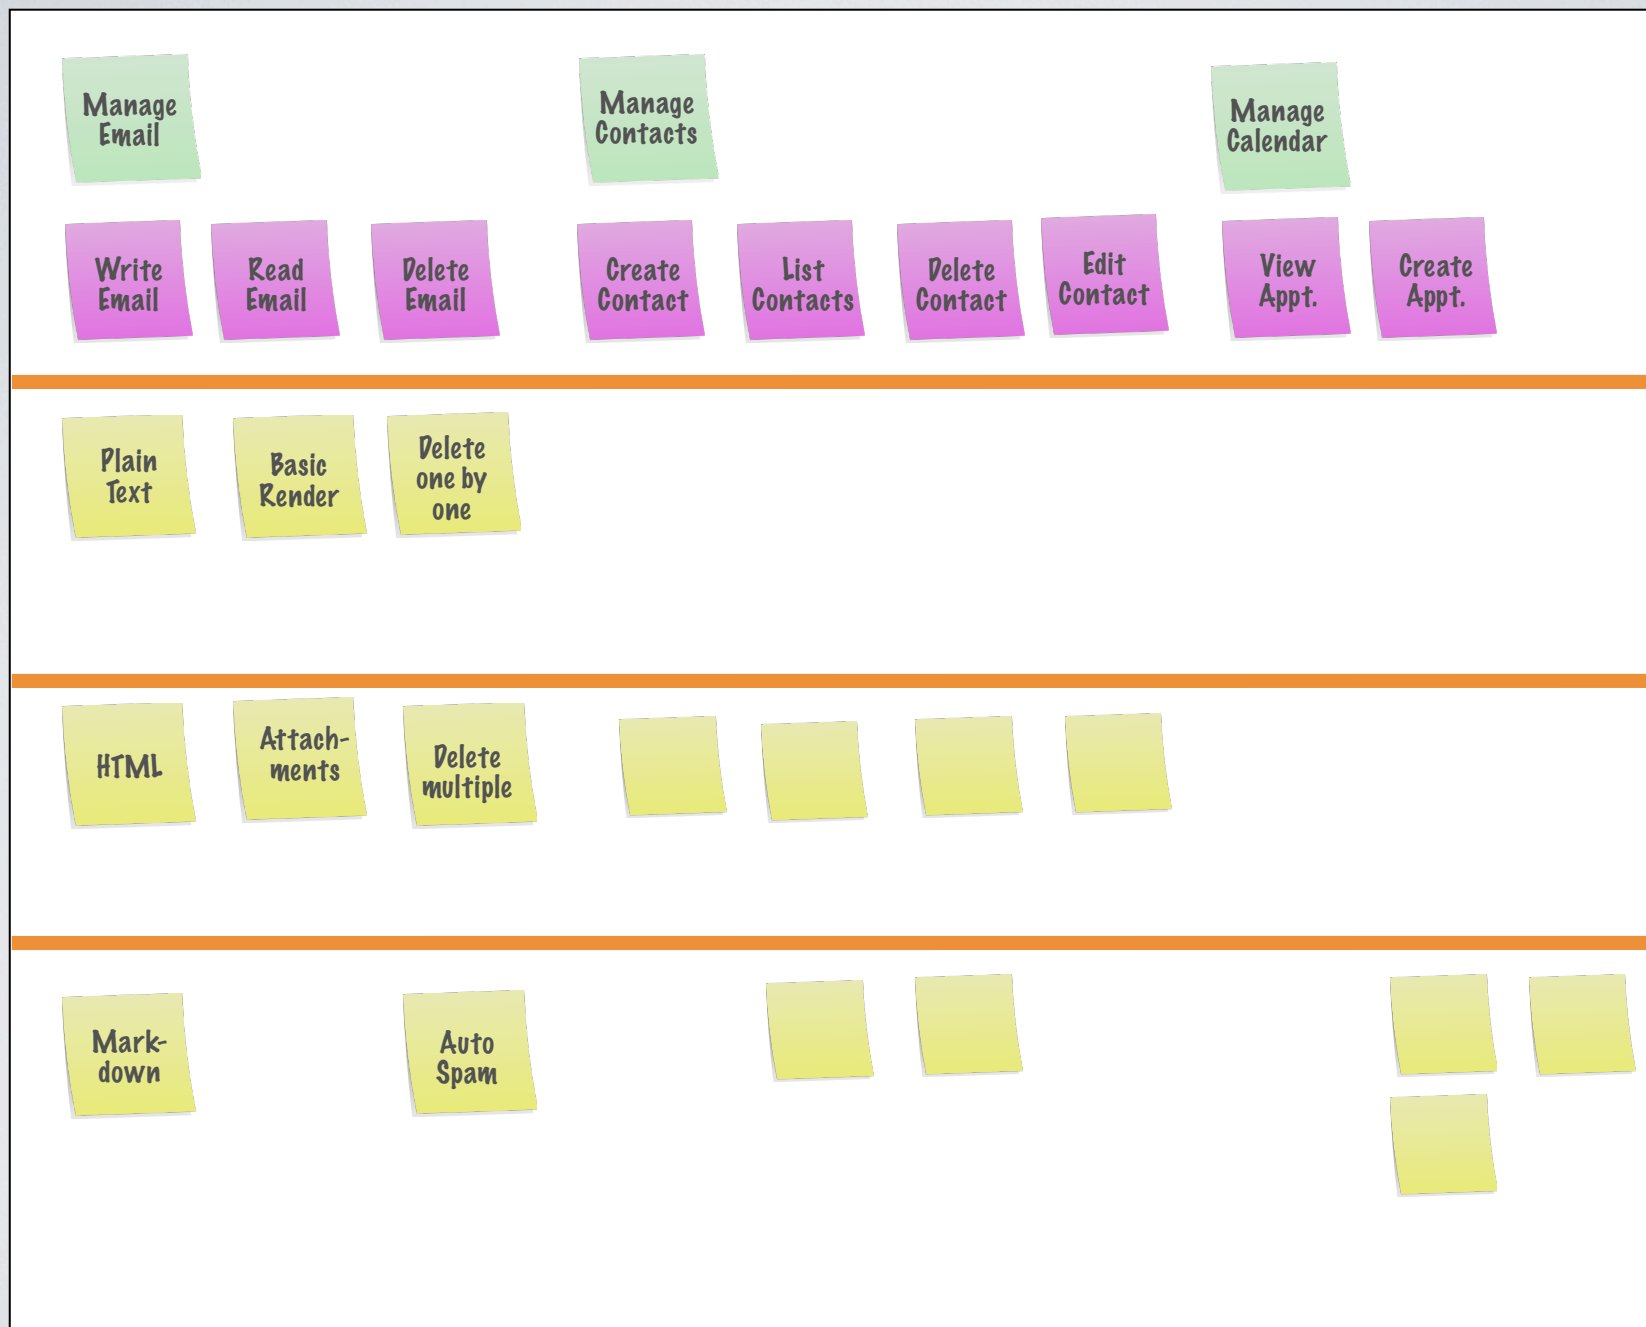 Manage
Email
Manage
Contacts
Manage
Calendar
Write
Email
Read
Email
Delete
Email
Create
Contact
List
Contacts
Delete
Contact
Edit
Contact
View
Appt.
Create
Appt.
Plain
Text
Basic
Render
Delete
one by
one
HTML
Attach-
ments
Delete
multiple
Mark-
down
Auto
Spam